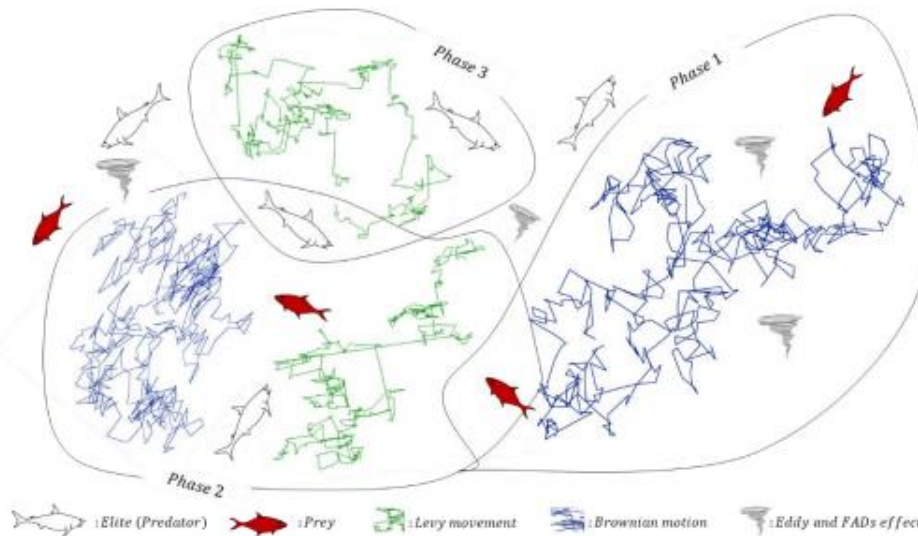 Phase 3
Phase 1
Phase 2
: Elite (Predator)
: Prey
: Levy movement
: Brownian motion
: Eddy and FADs effec